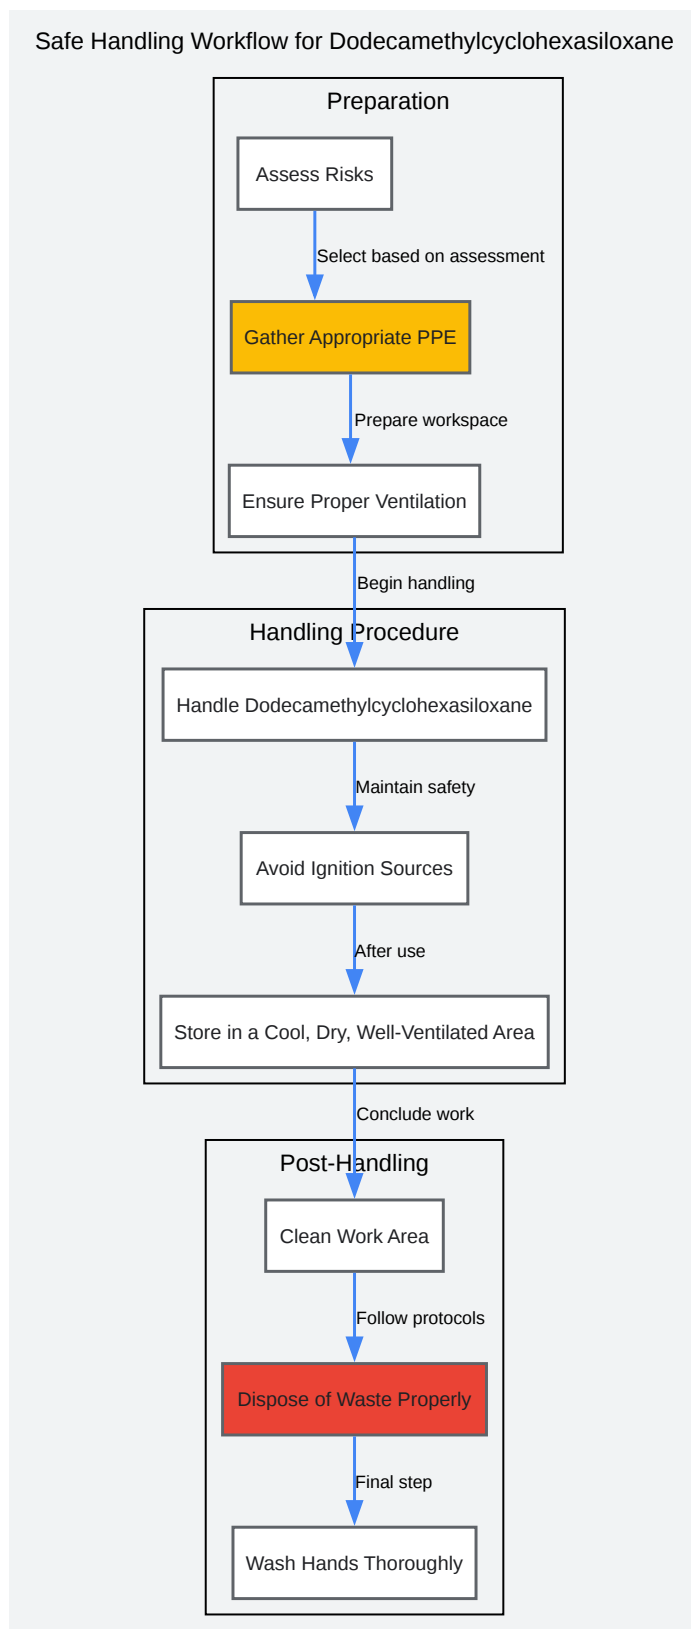 Safe Handling Workflow for Dodecamethylcyclohexasiloxane
Preparation
Assess Risks
Select based on assessment
Gather Appropriate PPE
Prepare workspace
Ensure Proper Ventilation
Begin handling
Handling Procedure
Handle Dodecamethylcyclohexasiloxane
Maintain safety
Avoid Ignition Sources
After use
Store in a Cool, Dry, Well-Ventilated Area
Conclude work
Post-Handling
Clean Work Area
Follow protocols
Dispose of Waste Properly
Final step
Wash Hands Thoroughly